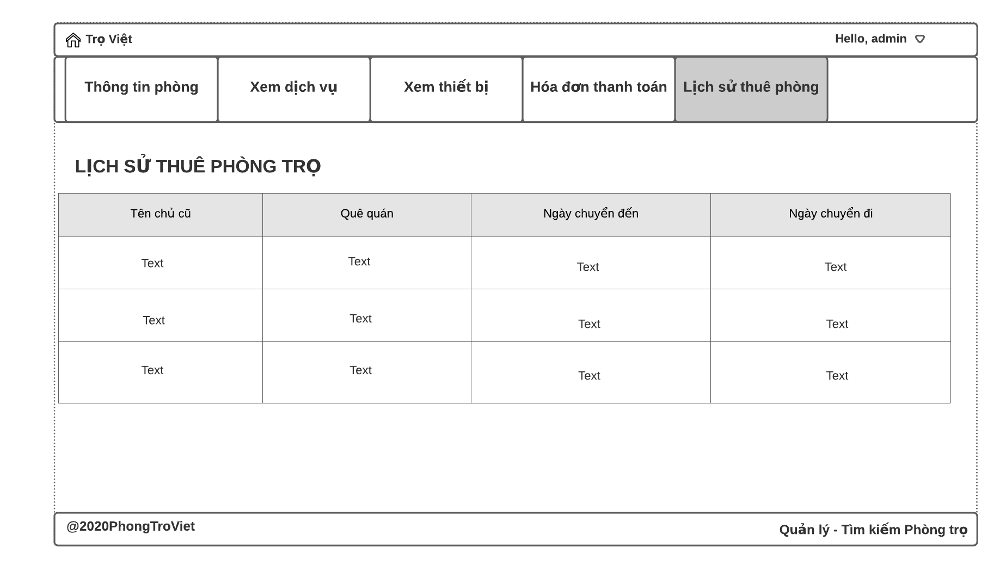 Trọ Việt
Hello, admin
Thông tin phòng
Xem dịch vụ
Xem thiết bị
Hóa đơn thanh toán
Lịch sử thuê phòng
LỊCH SỬ THUÊ PHÒNG TRỌ
Tên chủ cũ
Quê quán
Ngày chuyển đến
Ngày chuyển đi
Text
Text
Text
Text
Text
Text
Text
Text
Text
Text
Text
Text
@2020PhongTroViet
Quản lý - Tìm kiếm Phòng trọ